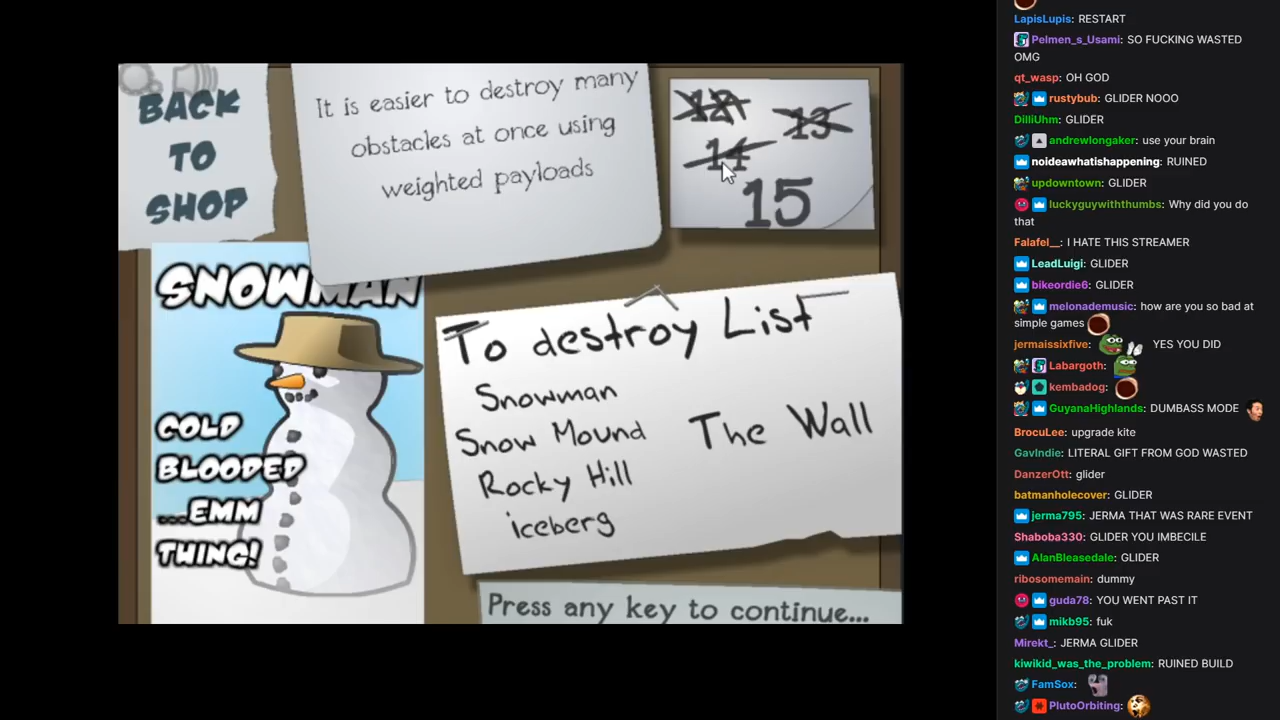 BACK
TO
SHOP
It is easier to destroy many
obstacles at once using
weighted payloads
12 13
14
15
SNOWMAN
COLD
BLOODED
...EMM
THING!
To destroy List
Snowman
Snow Mound
Rocky Hill
iceberg
The Wall
Press any key to continue...
LapisLupis: RESTART
Pelmen_s_Usami: SO FUCKING WASTED
OMG
qt_wasp: OH GOD
rustybub: GLIDER NOOO
DilliUhm: GLIDER
andrewlongaker: use your brain
noideawhatishappening: RUINED
updowntown: GLIDER
luckyguywiththumbs: Why did you do
that
Falafel__: I HATE THIS STREAMER
LeadLuigi: GLIDER
bikeordie6: GLIDER
melonademusic: how are you so bad at
simple games
jermaissixfive: YES YOU DID
Labargoth:
kembadog:
GuyanaHighlands: DUMBASS MODE
BrocuLee: upgrade kite
GavIndie: LITERAL GIFT FROM GOD WASTED
DanzerOtt: glider
batmanholecover: GLIDER
jerma795: JERMA THAT WAS RARE EVENT
Shaboba330: GLIDER YOU IMBECILE
AlanBleasedale: GLIDER
ribosomemain: dummy
guda78: YOU WENT PAST IT
mikb95: fuk
Mirekt_: JERMA GLIDER
kiwikid_was_the_problem: RUINED BUILD
FamSox:
PlutoOrbiting: